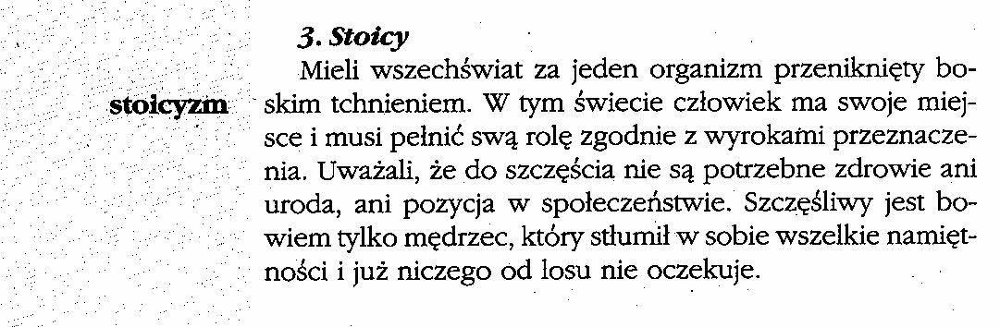 3. Stoicy
Mieli wszechświat za jeden organizm przeniknięty bo-
stoicyzm
skim tchnieniem. W tym świecie człowiek ma swoje miej-
sce i musi pełnić swą rolę zgodnie z wyrokami przeznacze-
nia. Uważali, że do szczęścia nie są potrzebne zdrowie ani
uroda, ani pozycja w społeczeństwie. Szczęśliwy jest bo-
wiem tylko mędrzec, który stłumił w sobie wszelkie namięt-
ności i już niczego od losu nie oczekuje.